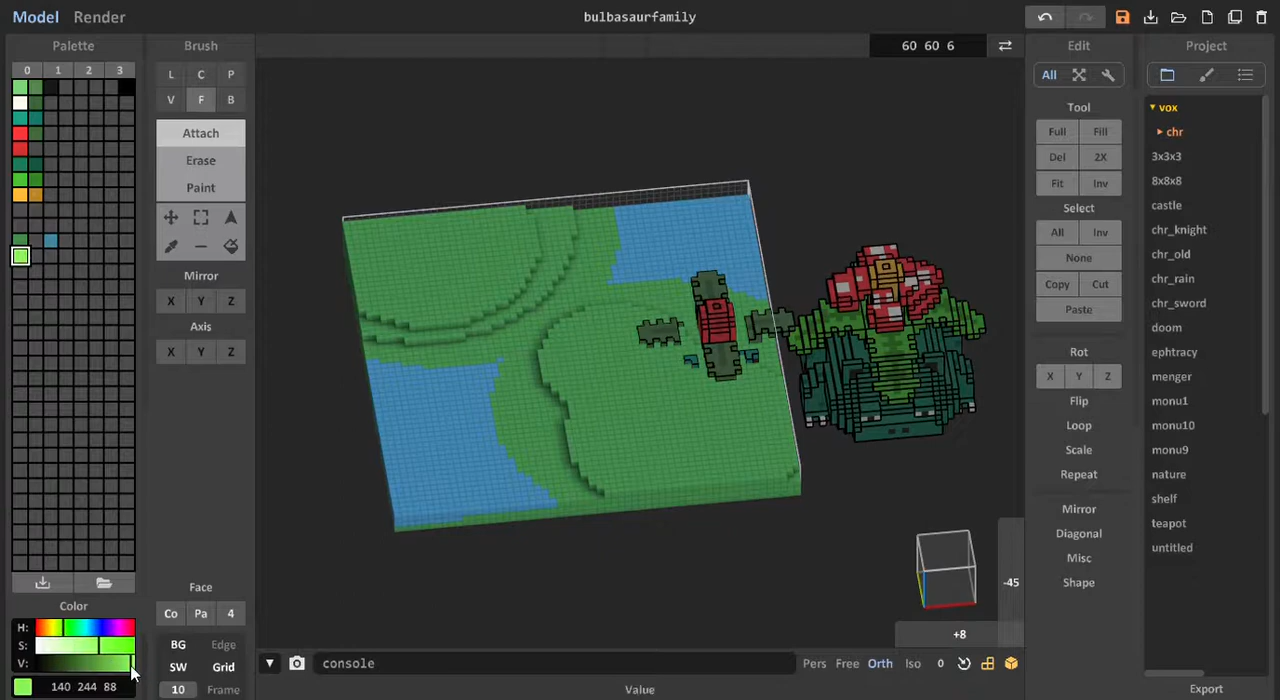 Model Render
bulbasaurfamily
Palette
0 1 2 3
Color
H:
S:
V:
140 244 88
Brush
L C P
V F B
Attach
Erase
Paint
Mirror
X Y Z
Axis
X Y Z
Face
Co Pa 4
BG Edge
SW Grid
10 Frame
60 60 6
-45
+8
console
Pers Free Orth Iso 0
Value
Edit
All
Tool
Full Fill
Del 2X
Fit Inv
Select
All Inv
None
Copy Cut
Paste
Rot
X Y Z
Flip
Loop
Scale
Repeat
Mirror
Diagonal
Misc
Shape
Project
vox
chr
3x3x3
8x8x8
castle
chr_knight
chr_old
chr_rain
chr_sword
doom
ephtracy
menger
monu1
monu10
monu9
nature
shelf
teapot
untitled
Export